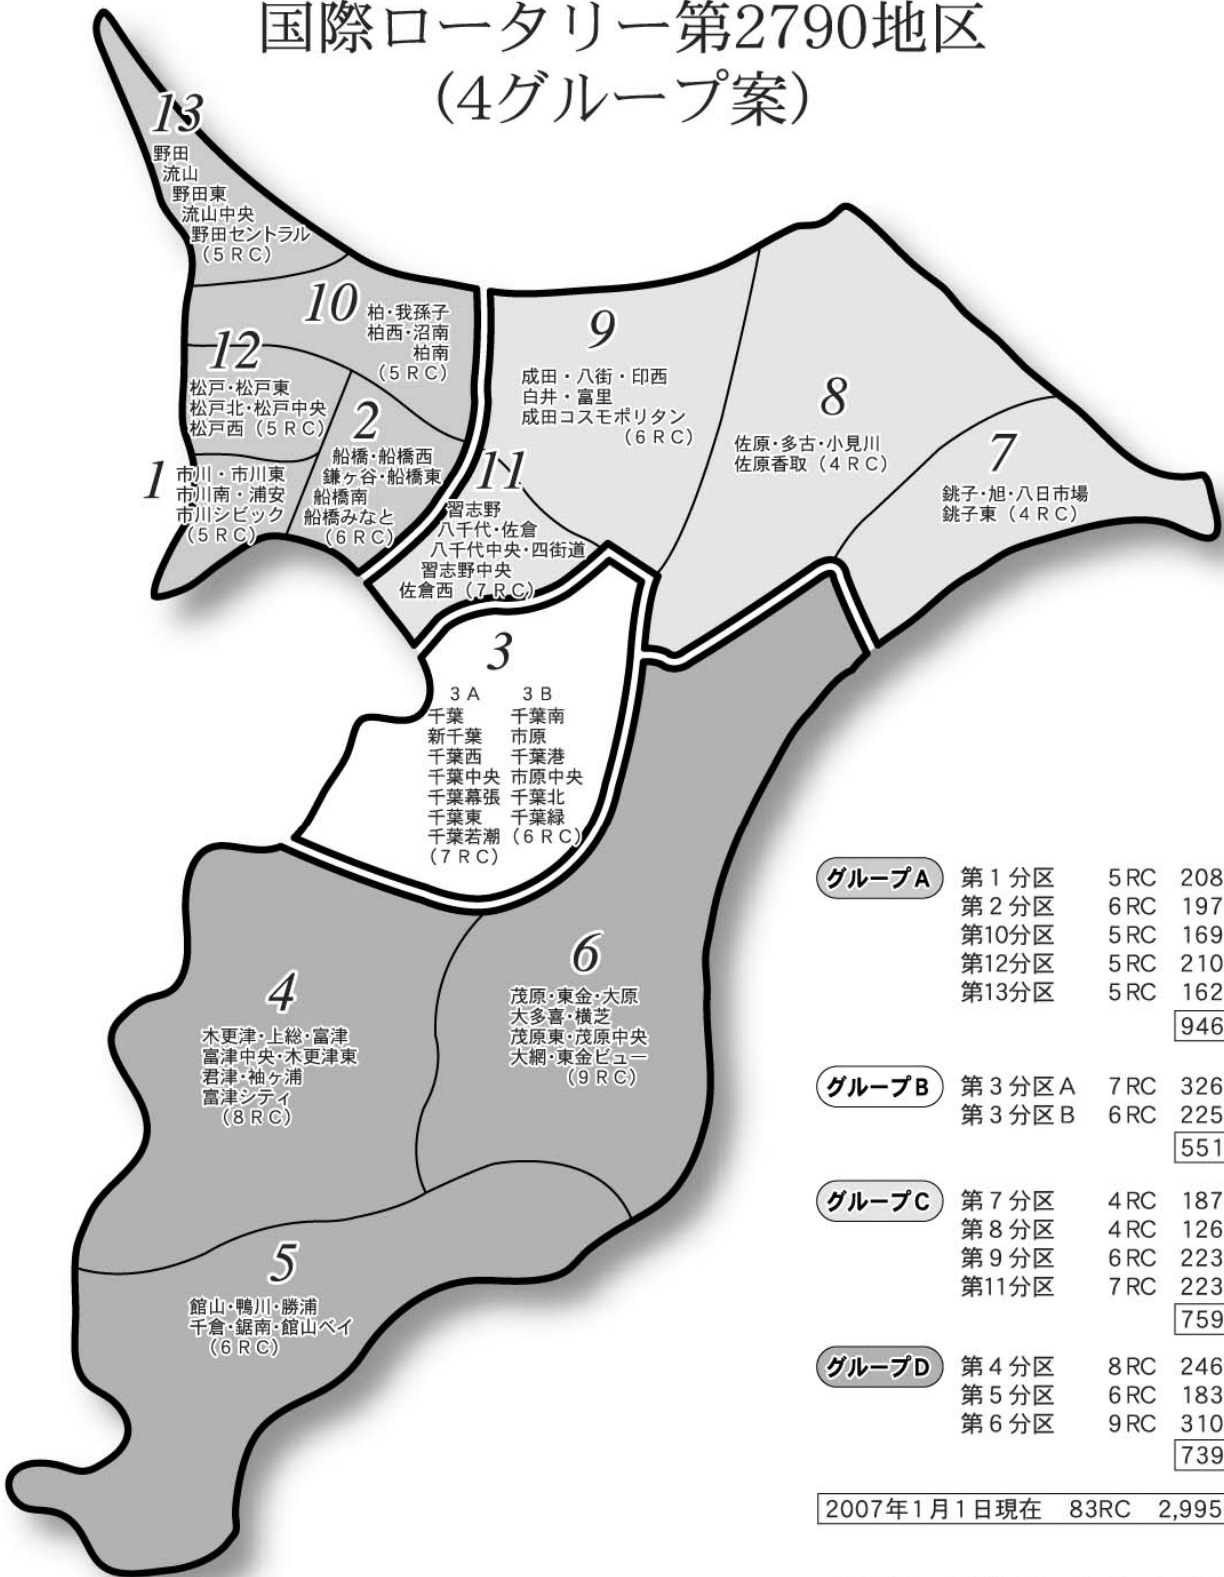 国際ロータリー第2790地区
（4グループ案）
13
野田
流山
野田東
流山中央
野田セントラル
（5ＲＣ）
10
柏・我孫子
柏西・沼南
柏南
（5ＲＣ）
12
松戸・松戸東
松戸北・松戸中央
松戸西（5ＲＣ）
2
船橋・船橋西
鎌ヶ谷・船橋東
船橋南
船橋みなと
（6ＲＣ）
1
市川・市川東
市川南・浦安
市川シビック
（5ＲＣ）
9
成田・八街・印西
白井・富里
成田コスモポリタン
（6ＲＣ）
8
佐原・多古・小見川
佐原香取（4ＲＣ）
7
銚子・旭・八日市場
銚子東（4ＲＣ）
11
習志野
八千代・佐倉
八千代中央・四街道
習志野中央
佐倉西（7ＲＣ）
3
3Ａ　3Ｂ
千葉　千葉南
新千葉　市原
千葉西　千葉港
千葉中央　市原中央
千葉幕張　千葉北
千葉東　千葉緑
千葉若潮（6ＲＣ）
（7ＲＣ）
4
木更津・上総・富津
富津中央・木更津東
君津・袖ヶ浦
富津シティ
（8ＲＣ）
6
茂原・東金・大原
大多喜・横芝
茂原東・茂原中央
大網・東金ビュー
（9ＲＣ）
5
館山・鴨川・勝浦
千倉・鋸南・館山ベイ
（6ＲＣ）
グループA　第1分区　5RC　208
第2分区　6RC　197
第10分区　5RC　169
第12分区　5RC　210
第13分区　5RC　162
946
グループB　第3分区A　7RC　326
第3分区B　6RC　225
551
グループC　第7分区　4RC　187
第8分区　4RC　126
第9分区　6RC　223
第11分区　7RC　223
759
グループD　第4分区　8RC　246
第5分区　6RC　183
第6分区　9RC　310
739
2007年1月1日現在　83RC　2,995